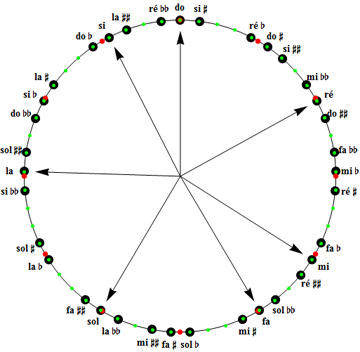 ré bb do si ♯
la ♯♯
si
do b
ré b
do ♯
si ♯♯
la ♯
si b
do bb
mi bb
ré
do ♯♯
sol ♯♯
la
si bb
fa bb
mi b
ré ♯
sol ♯
la b
fa b
mi
ré ♯♯
fa ♯♯
sol
la bb
mi ♯♯ fa ♯ sol b
mi ♯
fa
sol bb